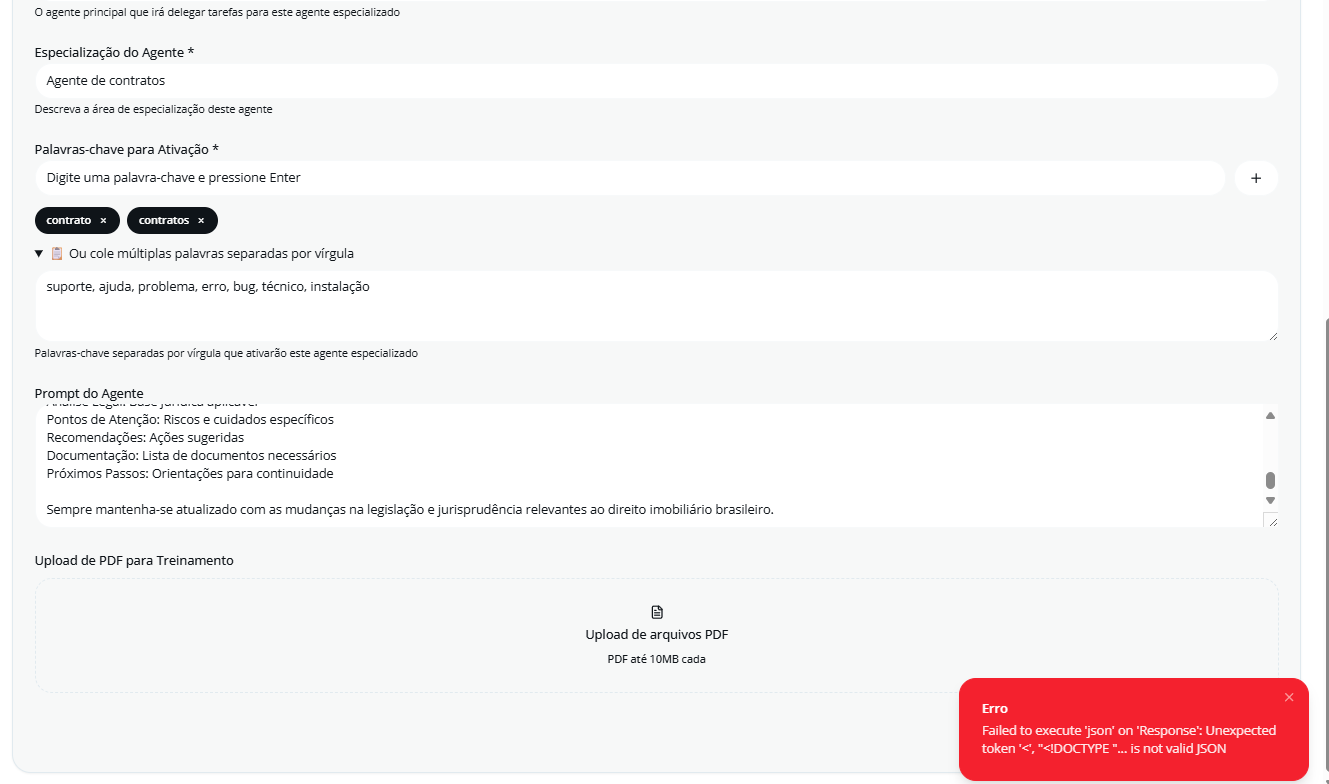 O agente principal que irá delegar tarefas para este agente especializado
Especialização do Agente *
Agente de contratos
Descreva a área de especialização deste agente
Palavras-chave para Ativação *
Digite uma palavra-chave e pressione Enter
+
contrato ×
contratos ×
▼ 📋 Ou cole múltiplas palavras separadas por vírgula
suporte, ajuda, problema, erro, bug, técnico, instalação
Palavras-chave separadas por vírgula que ativarão este agente especializado
Prompt do Agente
Análise Legal: Base jurídica aplicável
Pontos de Atenção: Riscos e cuidados específicos
Recomendações: Ações sugeridas
Documentação: Lista de documentos necessários
Próximos Passos: Orientações para continuidade
Sempre mantenha-se atualizado com as mudanças na legislação e jurisprudência relevantes ao direito imobiliário brasileiro.
Upload de PDF para Treinamento
Upload de arquivos PDF
PDF até 10MB cada
Erro
Failed to execute 'json' on 'Response': Unexpected
token '<', "<!DOCTYPE "... is not valid JSON